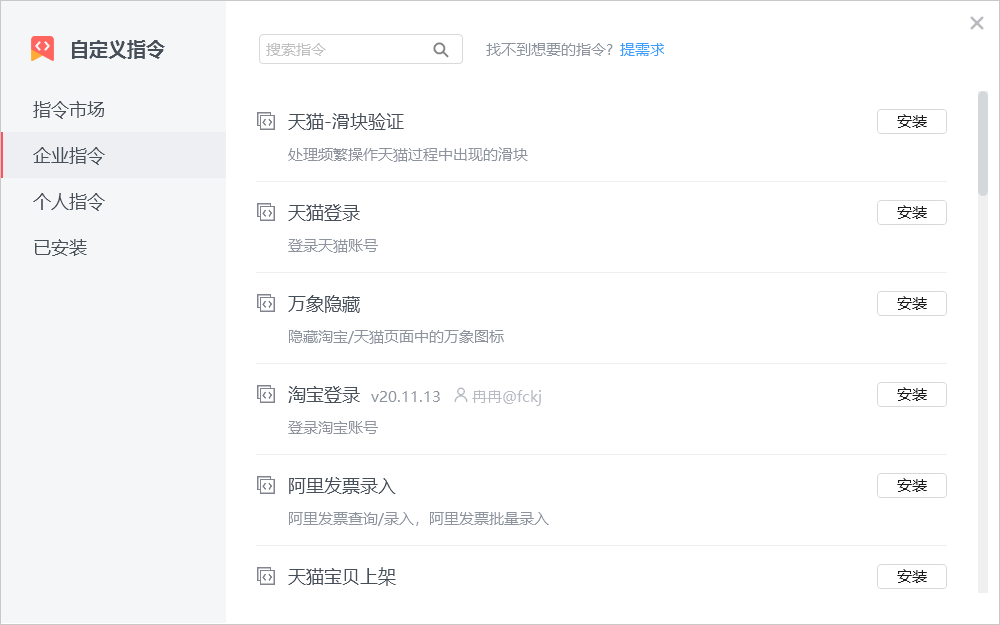 自定义指令
指令市场
企业指令
个人指令
已安装
搜索指令
找不到想要的指令? 提需求
天猫-滑块验证
安装
处理频繁操作天猫过程中出现的滑块
天猫登录
安装
登录天猫账号
万象隐藏
安装
隐藏淘宝/天猫页面中的万象图标
淘宝登录 v20.11.13 冉冉@fckj
安装
登录淘宝账号
阿里发票录入
安装
阿里发票查询/录入，阿里发票批量录入
天猫宝贝上架
安装